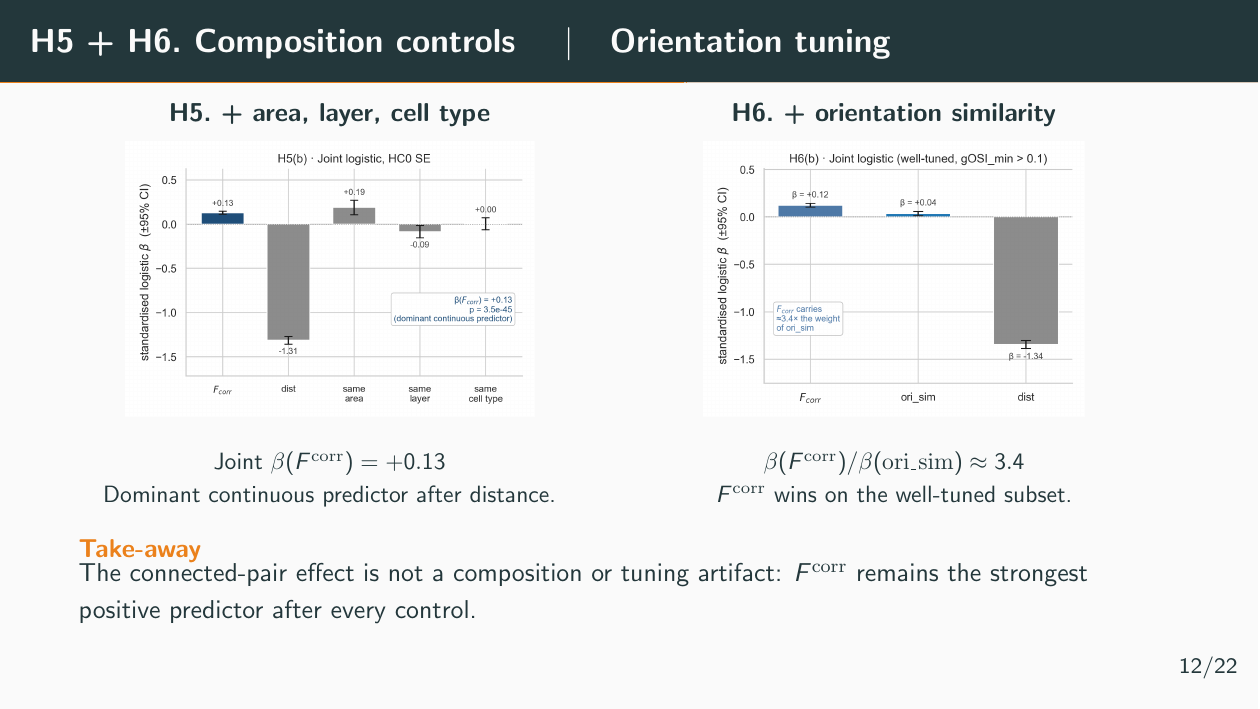 H5 + H6. Composition controls | Orientation tuning
H5. + area, layer, cell type
H5(b) · Joint logistic, HC0 SE
standardised logistic β (±95% CI)
0.5
0.0
−0.5
−1.0
−1.5
+0.13
-1.31
+0.19
-0.09
+0.00
β(F_corr) = +0.13
p = 3.5e-45
(dominant continuous predictor)
F_corr
dist
same
area
same
layer
same
cell type
Joint β(F^corr) = +0.13
Dominant continuous predictor after distance.
H6. + orientation similarity
H6(b) · Joint logistic (well-tuned, gOSI_min > 0.1)
standardised logistic β (±95% CI)
0.5
0.0
−0.5
−1.0
−1.5
β = +0.12
β = +0.04
β = -1.34
F_corr carries
≈3.4× the weight
of ori_sim
F_corr
ori_sim
dist
β(F^corr)/β(ori_sim) ≈ 3.4
F^corr wins on the well-tuned subset.
Take-away
The connected-pair effect is not a composition or tuning artifact: F^corr remains the strongest
positive predictor after every control.
12/22